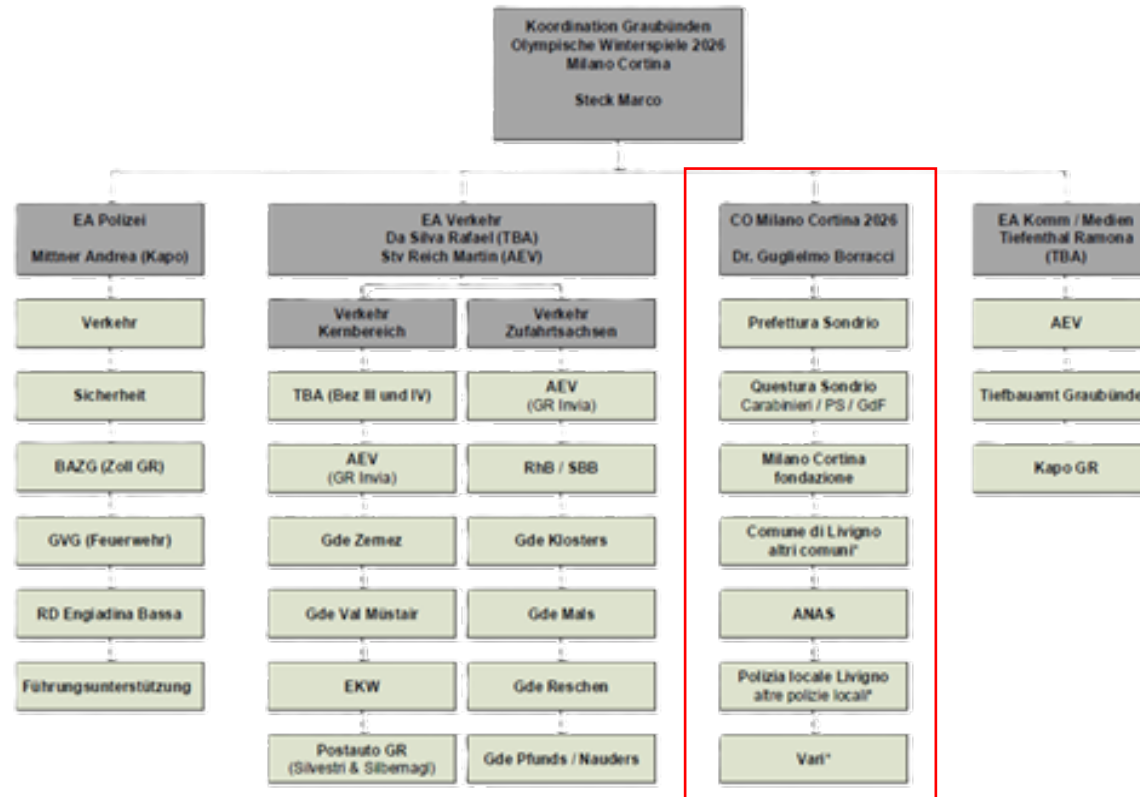 Koordination Graubünden
Olympische Winterspiele 2026
Milano Cortina
Steck Marco
EA Polizei
Mittner Andrea (Kapo)
Verkehr
Sicherheit
BAZG (Zoll GR)
GVG (Feuerwehr)
RD Engiadina Bassa
Führungsunterstützung
EA Verkehr
Da Silva Rafael (TBA)
Stv Reich Martin (AEV)
Verkehr
Kernbereich
TBA (Bez III und IV)
AEV
(GR Invia)
Gde Zernez
Gde Val Müstair
EKW
Postauto GR
(Silvestri & Silbernagl)
Verkehr
Zufahrtsachsen
AEV
(GR Invia)
RhB / SBB
Gde Klosters
Gde Mals
Gde Reschen
Gde Pfunds / Nauders
CO Milano Cortina 2026
Dr. Guglielmo Borracci
Prefettura Sondrio
Questura Sondrio
Carabinieri / PS / GdF
Milano Cortina
fondazione
Comune di Livigno
altri comuni*
ANAS
Polizia locale Livigno
altre polizie locali*
Vari*
EA Komm / Medien
Tiefenthal Ramona
(TBA)
AEV
Tiefbauamt Graubünde
Kapo GR